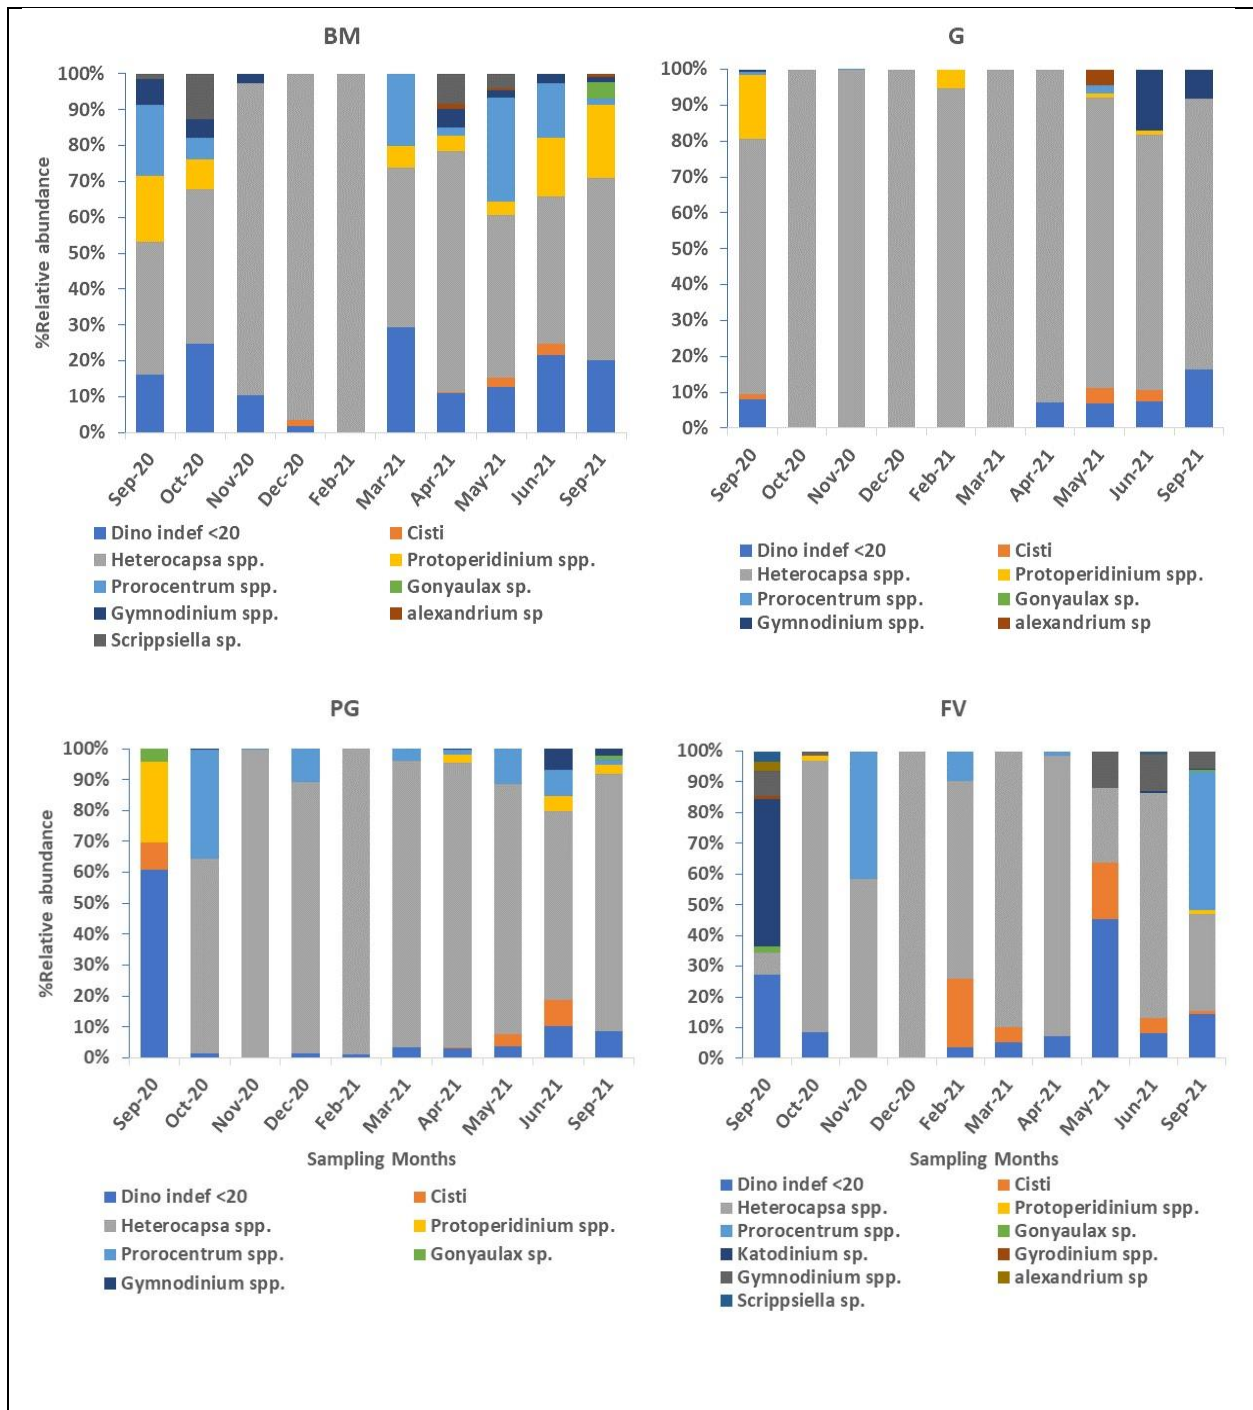 BM
100%
90%
80%
70%
60%
50%
40%
30%
20%
10%
0%
%Relative abundance
Sep-20
Oct-20
Nov-20
Dec-20
Feb-21
Mar-21
Apr-21
May-21
Jun-21
Sep-21
Dino indef <20
Cisti
Heterocapsa spp.
Protoperidinium spp.
Prorocentrum spp.
Gonyaulax sp.
Gymnodinium spp.
alexandrium sp
Scrippsiella sp.
G
100%
90%
80%
70%
60%
50%
40%
30%
20%
10%
0%
Sep-20
Oct-20
Nov-20
Dec-20
Feb-21
Mar-21
Apr-21
May-21
Jun-21
Sep-21
Dino indef <20
Cisti
Heterocapsa spp.
Protoperidinium spp.
Prorocentrum spp.
Gonyaulax sp.
Gymnodinium spp.
alexandrium sp
PG
100%
90%
80%
70%
60%
50%
40%
30%
20%
10%
0%
%Relative abundance
Sep-20
Oct-20
Nov-20
Dec-20
Feb-21
Mar-21
Apr-21
May-21
Jun-21
Sep-21
Sampling Months
Dino indef <20
Cisti
Heterocapsa spp.
Protoperidinium spp.
Prorocentrum spp.
Gonyaulax sp.
Gymnodinium spp.
FV
100%
90%
80%
70%
60%
50%
40%
30%
20%
10%
0%
Sep-20
Oct-20
Nov-20
Dec-20
Feb-21
Mar-21
Apr-21
May-21
Jun-21
Sep-21
Sampling Months
Dino indef <20
Cisti
Heterocapsa spp.
Protoperidinium spp.
Prorocentrum spp.
Gonyaulax sp.
Katodinium sp.
Gyrodinium spp.
Gymnodinium spp.
alexandrium sp
Scrippsiella sp.